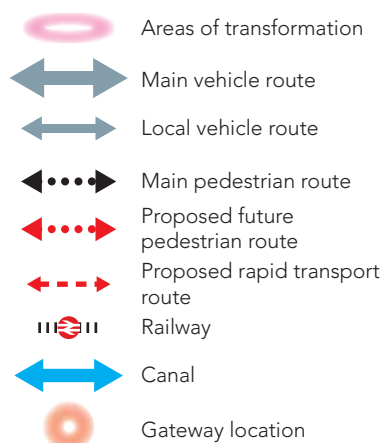 Areas of transformation
Main vehicle route
Local vehicle route
Main pedestrian route
Proposed future
pedestrian route
Proposed rapid transport
route
Railway
Canal
Gateway location